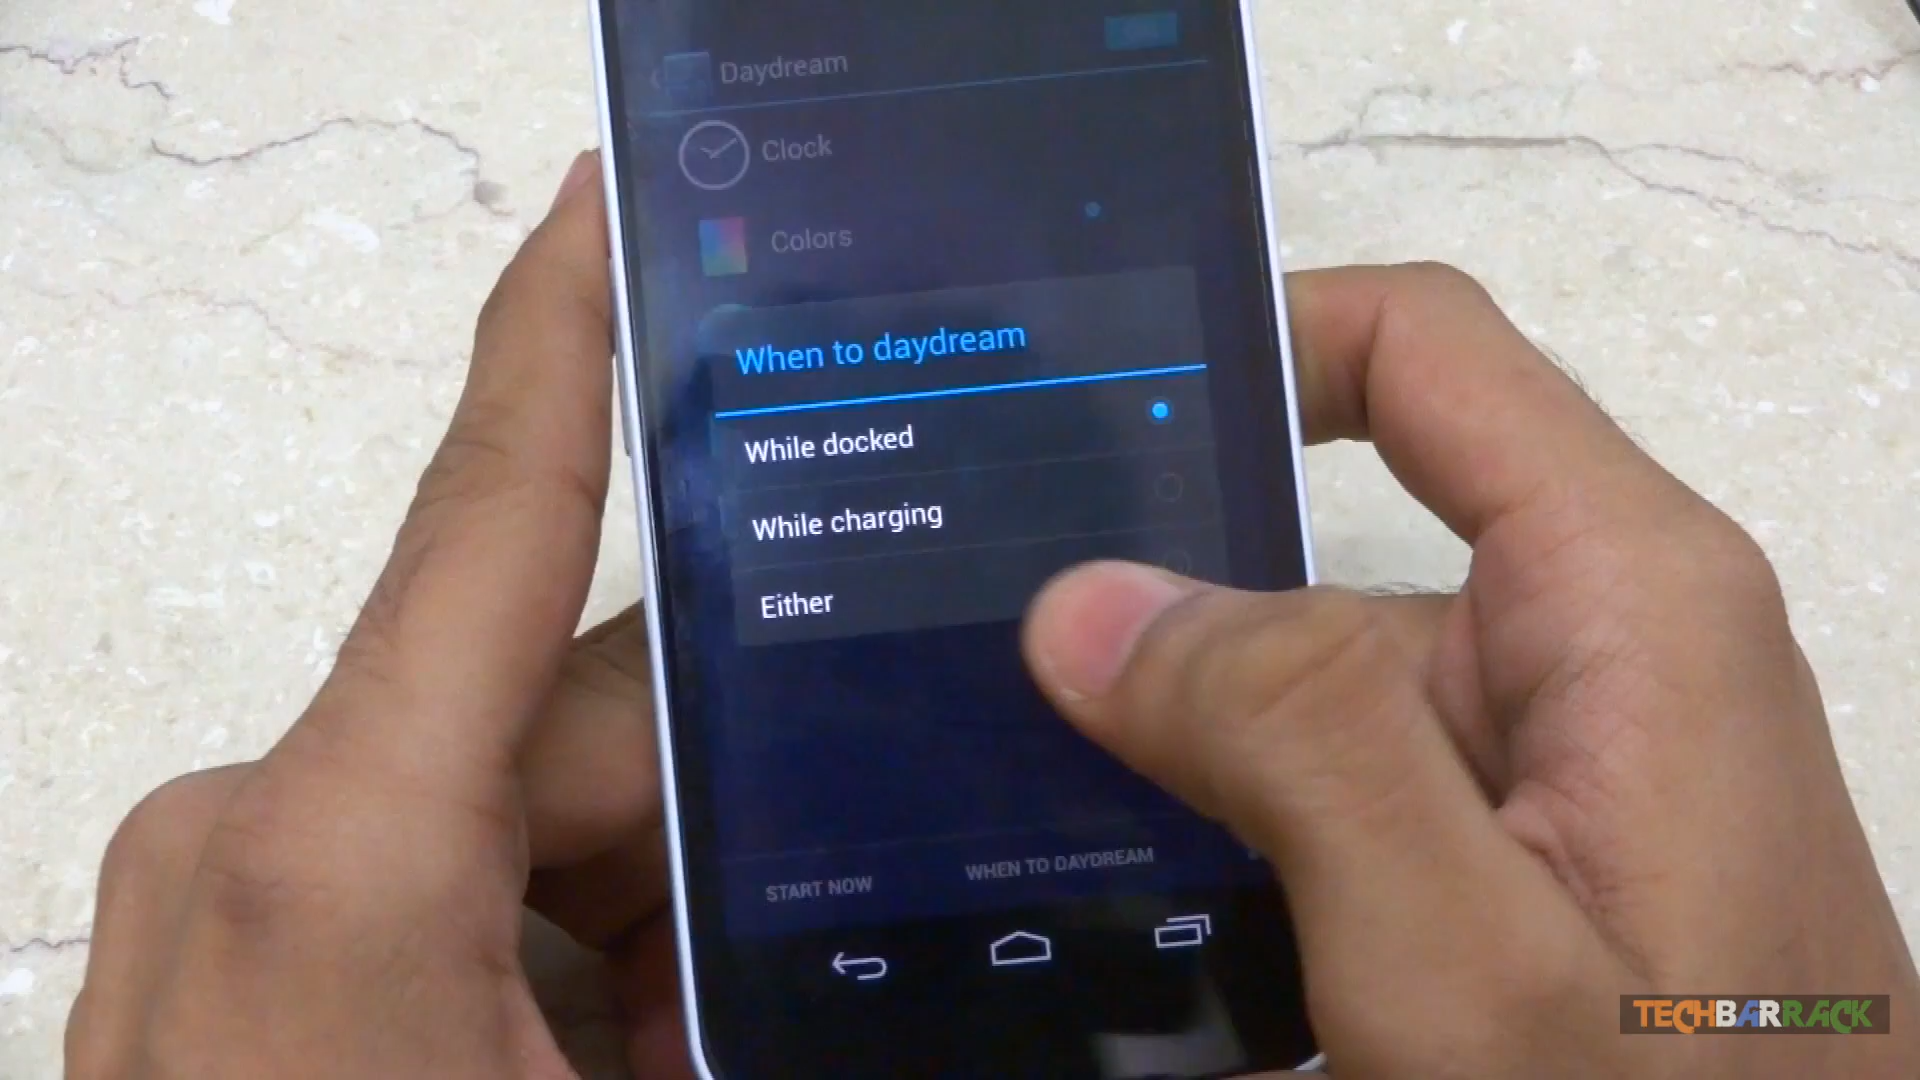 Daydream
Clock
Colors
When to daydream
While docked
While charging
Either
START NOW
WHEN TO DAYDREAM
TECHBARRACK